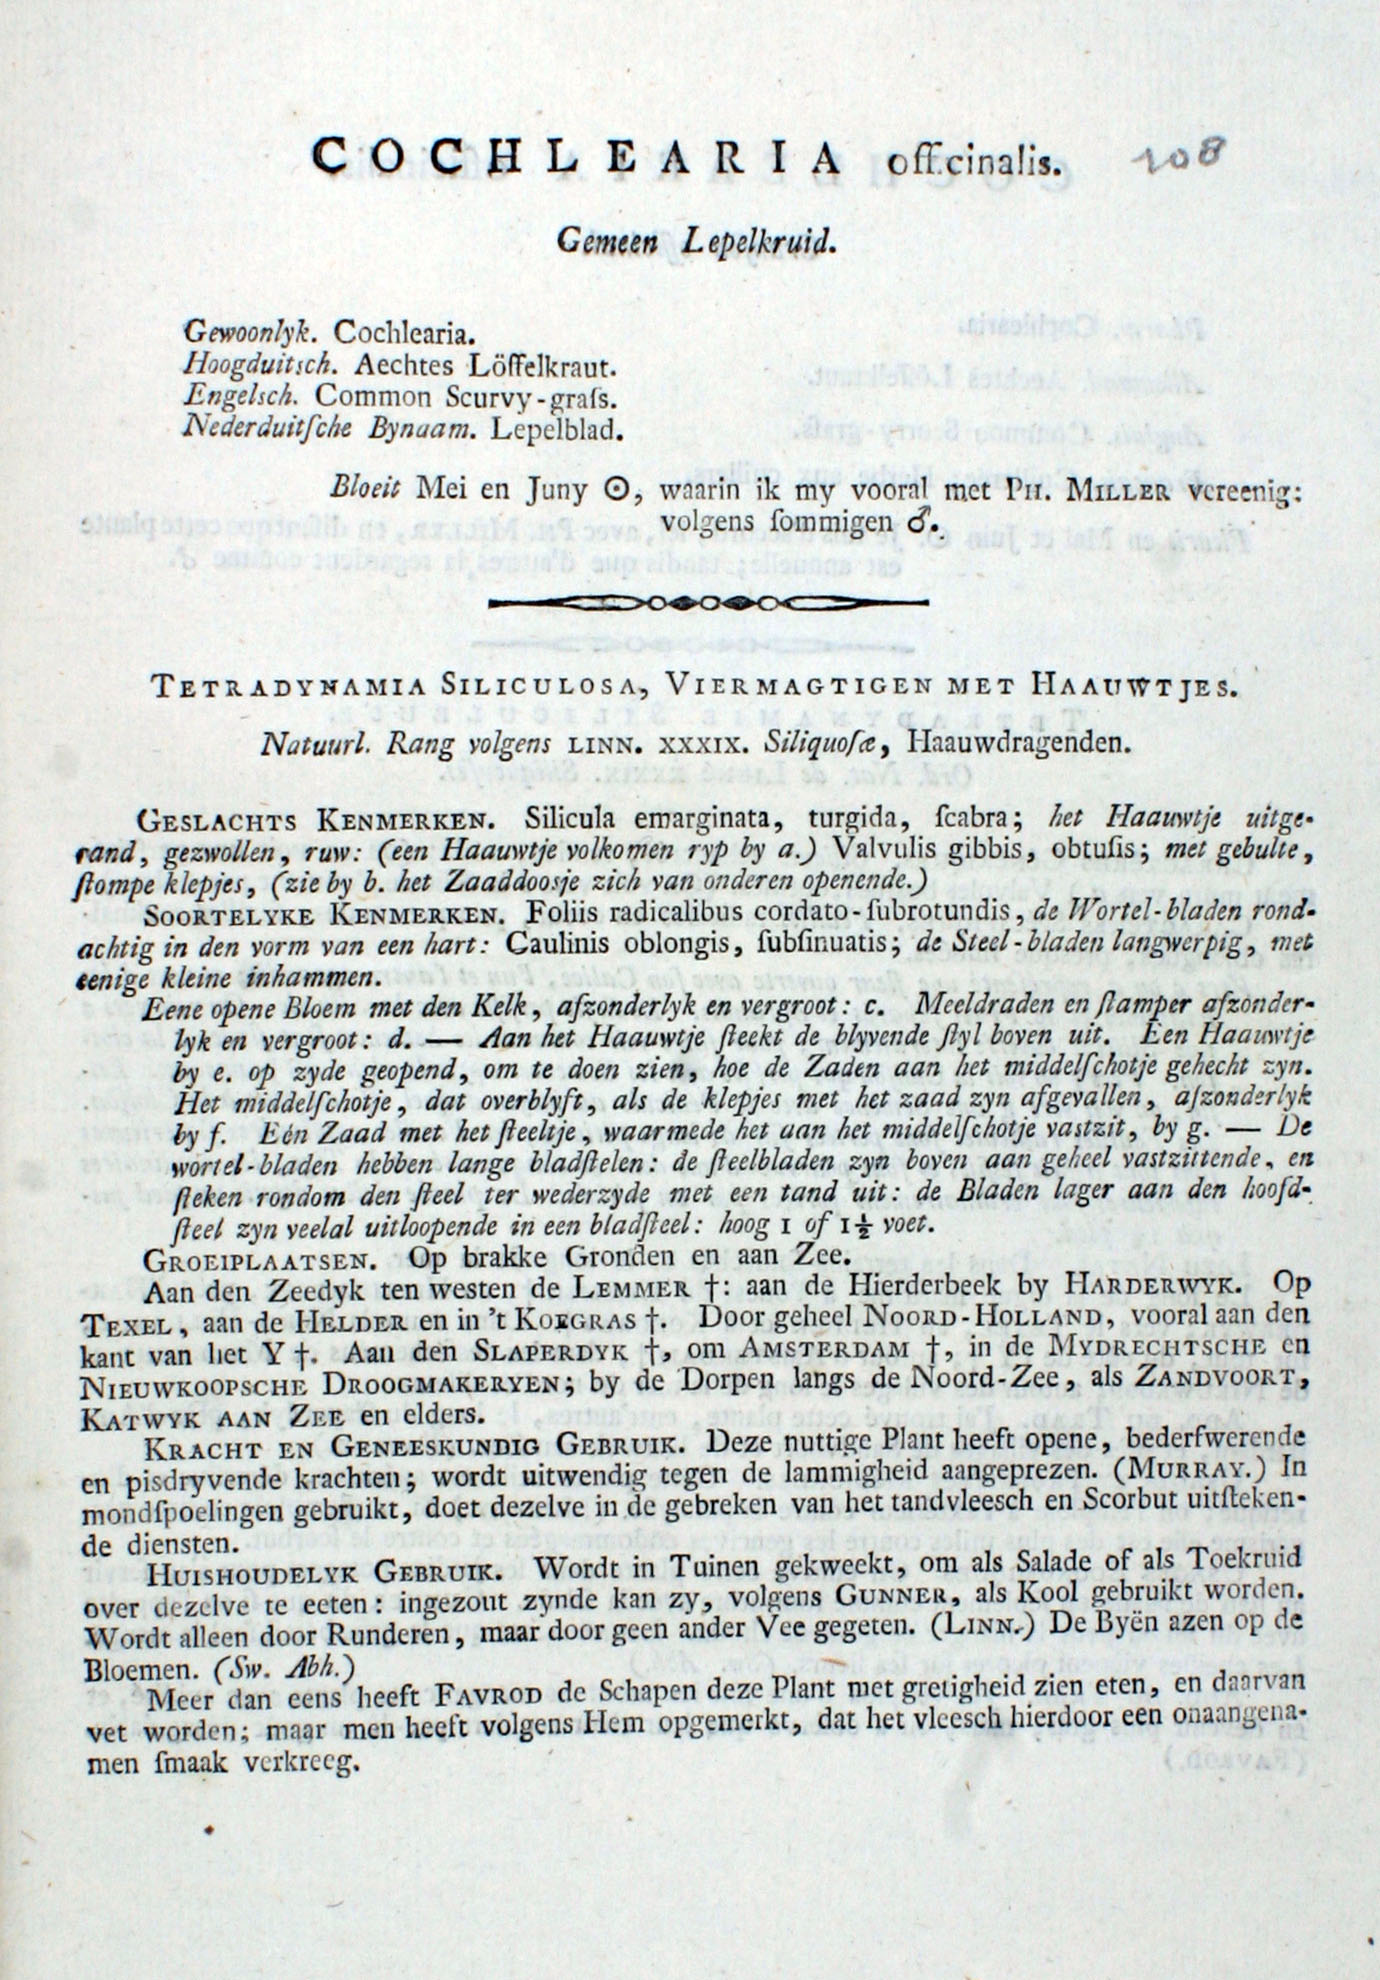 COCHLEARIA officinalis. 108
Gemeen Lepelkruid.
Gewoonlyk. Cochlearia.
Hoogduitsch. Aechtes Löffelkraut.
Engelsch. Common Scurvy-graſs.
Nederduitſche Bynaam. Lepelblad.
Bloeit Mei en Juny ⊙, waarin ik my vooral met PH. MILLER vereenig:
volgens ſommigen ♂.
TETRADYNAMIA SILICULOSA, VIERMAGTIGEN MET HAAUWTJES.
Natuurl. Rang volgens LINN. XXXIX. Siliquoſæ, Haauwdragenden.
GESLACHTS KENMERKEN. Silicula emarginata, turgida, ſcabra; het Haauwtje uitge-
rand, gezwollen, ruw: (een Haauwtje volkomen ryp by a.) Valvulis gibbis, obtuſis; met gebulte,
ſtompe klepjes, (zie by b. het Zaaddoosje zich van onderen openende.)
SOORTELYKE KENMERKEN. Foliis radicalibus cordato-ſubrotundis, de Wortel-bladen rond-
achtig in den vorm van een hart: Caulinis oblongis, ſubſinuatis; de Steel-bladen langwerpig, met
eenige kleine inhammen.
Eene opene Bloem met den Kelk, afzonderlyk en vergroot: c. Meeldraden en ſtamper afzonder-
lyk en vergroot: d. — Aan het Haauwtje ſteekt de blyvende ſtyl boven uit. Een Haauwtje
by e. op zyde geopend, om te doen zien, hoe de Zaden aan het middelſchotje gehecht zyn.
Het middelſchotje, dat overblyft, als de klepjes met het zaad zyn afgevallen, afzonderlyk
by f. Eén Zaad met het ſteeltje, waarmede het aan het middelſchotje vastzit, by g. — De
wortel-bladen hebben lange bladſtelen: de ſteelbladen zyn boven aan geheel vastzittende, en
ſteken rondom den ſteel ter wederzyde met een tand uit: de Bladen lager aan den hoofd-
ſteel zyn veelal uitloopende in een bladſteel: hoog 1 of 1½ voet.
GROEIPLAATSEN. Op brakke Gronden en aan Zee.
Aan den Zeedyk ten westen de LEMMER †: aan de Hierderbeek by HARDERWYK. Op
TEXEL, aan de HELDER en in 't KOEGRAS †. Door geheel NOORD-HOLLAND, vooral aan den
kant van het Y †. Aan den SLAPERDYK †, om AMSTERDAM †, in de MYDRECHTSCHE en
NIEUWKOOPSCHE DROOGMAKERYEN; by de Dorpen langs de Noord-Zee, als ZANDVOORT,
KATWYK AAN ZEE en elders.
KRACHT EN GENEESKUNDIG GEBRUIK. Deze nuttige Plant heeft opene, bederfwerende
en pisdryvende krachten; wordt uitwendig tegen de lammigheid aangeprezen. (MURRAY.) In
mondſpoelingen gebruikt, doet dezelve in de gebreken van het tandvleesch en Scorbut uitſteken-
de diensten.
HUISHOUDELYK GEBRUIK. Wordt in Tuinen gekweekt, om als Salade of als Toekruid
over dezelve te eeten: ingezout zynde kan zy, volgens GUNNER, als Kool gebruikt worden.
Wordt alleen door Runderen, maar door geen ander Vee gegeten. (LINN.) De Byën azen op de
Bloemen. (Sw. Abh.)
Meer dan eens heeft FAVROD de Schapen deze Plant met gretigheid zien eten, en daarvan
vet worden; maar men heeft volgens Hem opgemerkt, dat het vleesch hierdoor een onaangena-
men ſmaak verkreeg.